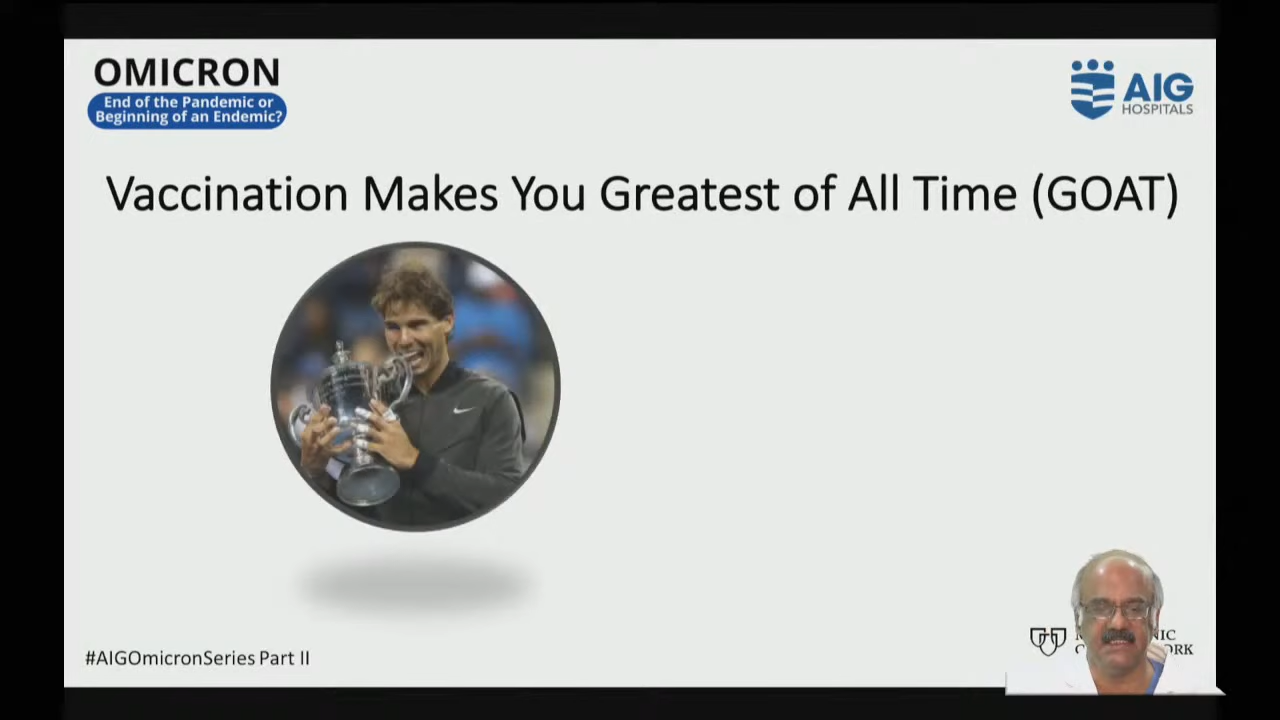 OMICRON
End of the Pandemic or
Beginning of an Endemic?
AIG
HOSPITALS
Vaccination Makes You Greatest of All Time (GOAT)
#AIGOmicronSeries Part II